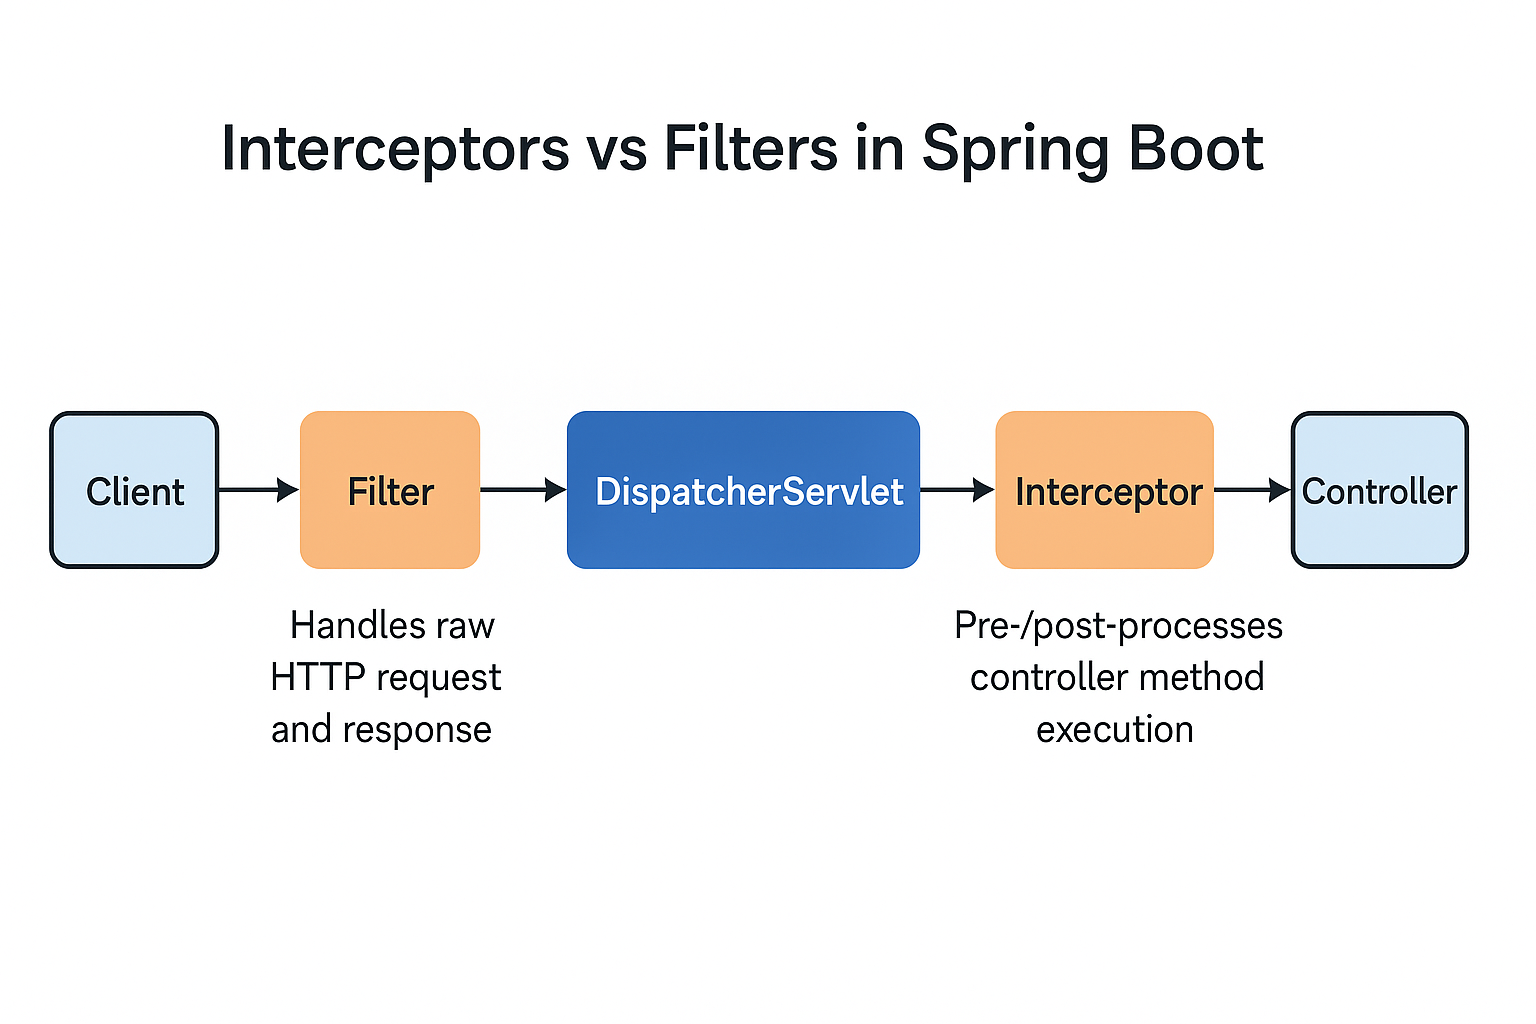 Interceptors vs Filters in Spring Boot
Client
Filter
DispatcherServlet
Interceptor
Controller
Handles raw
HTTP request
and response
Pre-/post-processes
controller method
execution